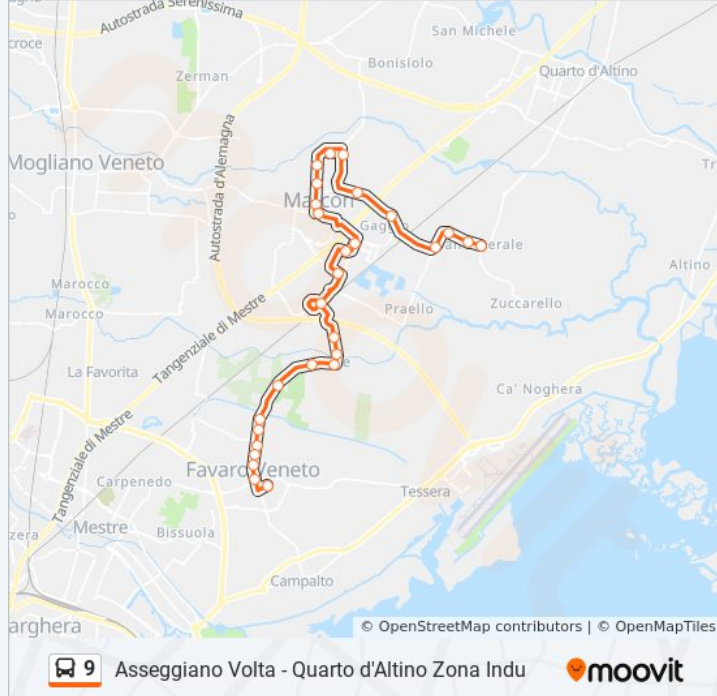 Autostrada Serenissima
croce
San Michele
Bonisiolo
Zerman
Quarto d'Altino
Autostrada d'Alemagna
Mogliano Veneto
Marcon
Gaggio
Altino
Marocco
Marocco
Praello
Zuccarello
Tangenziale di Mestre
La Favorita
Ca' Noghera
Tangenziale di Mestre
Favaro Veneto
Carpenedo
Tessera
Mestre
zera
Bissuola
Campalto
arghera
© OpenStreetMap contributors | © OpenMapTiles
9 Asseggiano Volta - Quarto d'Altino Zona Indu moovit